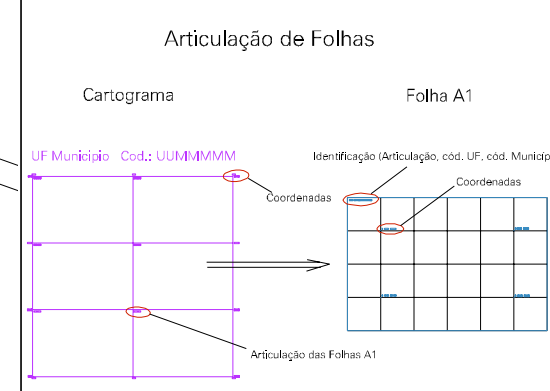 Articulação de Folhas
Cartograma
Folha A1
UF Municipio Cod.: UUMMMMM
Identificação (Articulação, cód. UF, cód. Municíp
Coordenadas
Coordenadas
Articulação das Folhas A1